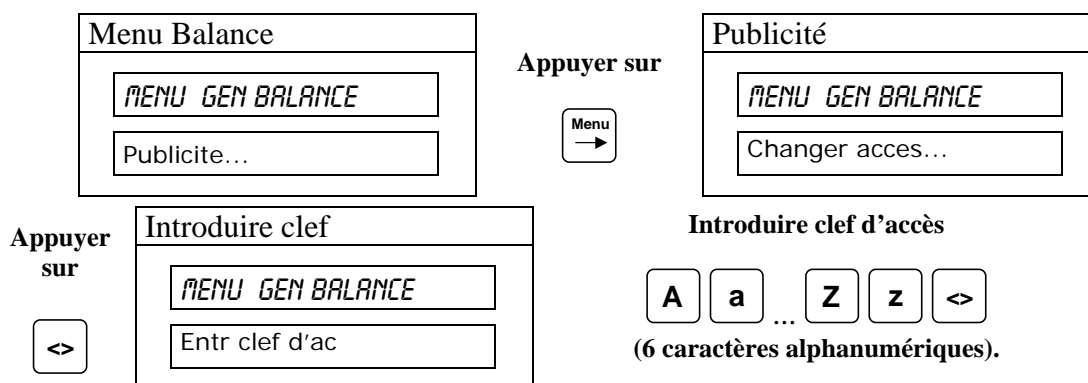 Menu Balance
MENU GEN BALANCE
Publicite...
Appuyer sur
Menu
Publicité
MENU GEN BALANCE
Changer acces...
Appuyer
sur
<>
Introduire clef
MENU GEN BALANCE
Entr clef d'ac
Introduire clef d'accès
A a ... Z z <>
(6 caractères alphanumériques).